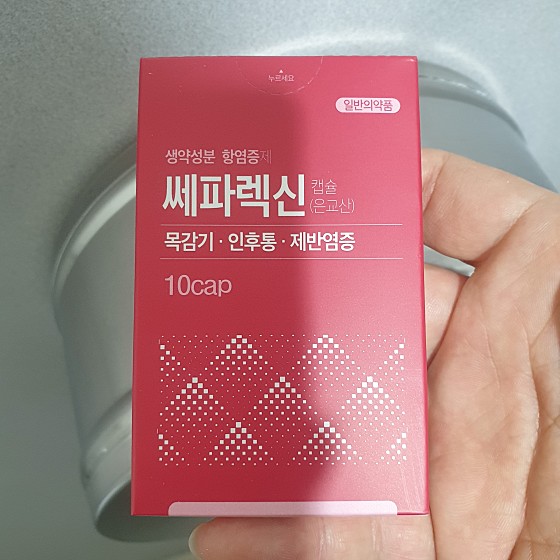 누르세요
일반의약품
생약성분 항염증제
쎄파렉신 캡슐
(은교산)
목감기 · 인후통 · 제반염증
10cap